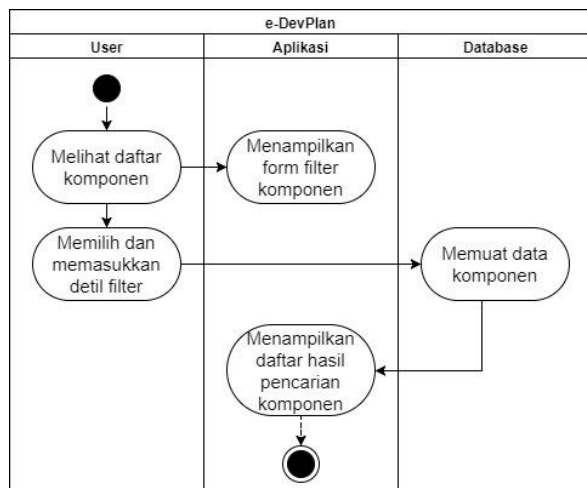 e-DevPlan
User
Aplikasi
Database
Melihat daftar
komponen
Menampilkan
form filter
komponen
Memilih dan
memasukkan
detil filter
Memuat data
komponen
Menampilkan
daftar hasil
pencarian
komponen